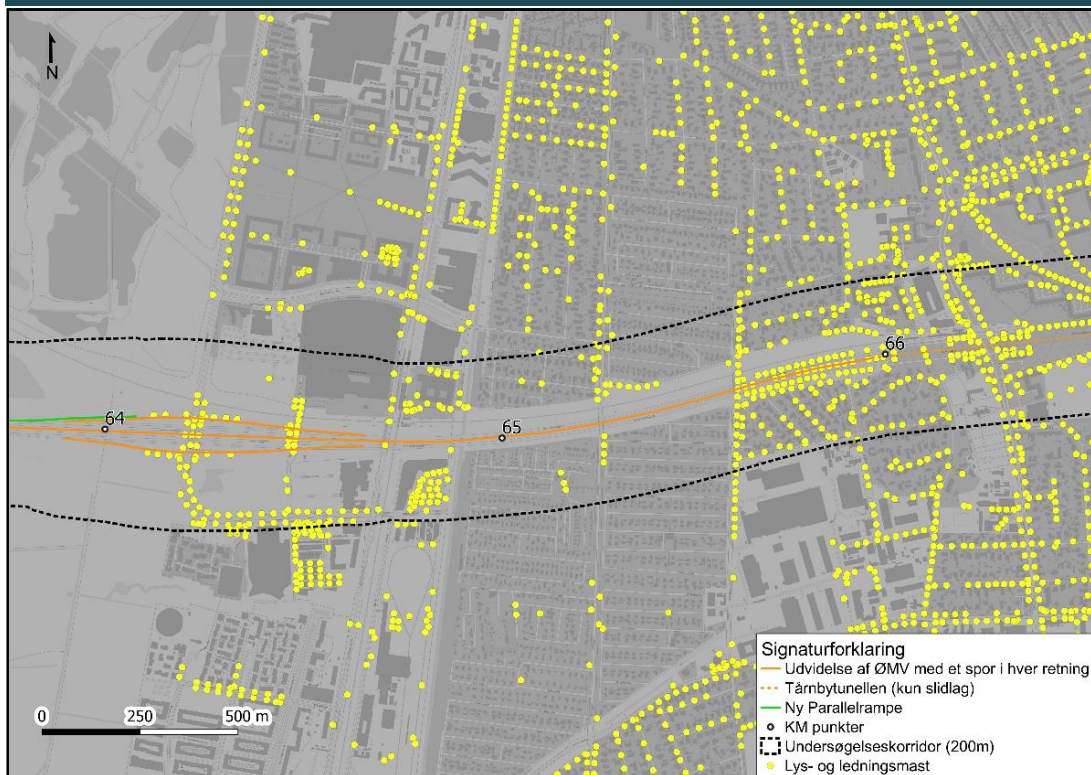 N
64
65
66
0 250 500 m
Signaturforklaring
Udvidelse af ØMV med et spor i hver retning
Tårnbytunellen (kun slidlag)
Ny Parallelrampe
KM punkter
Undersøgelseskorridor (200m)
Lys- og ledningsmast